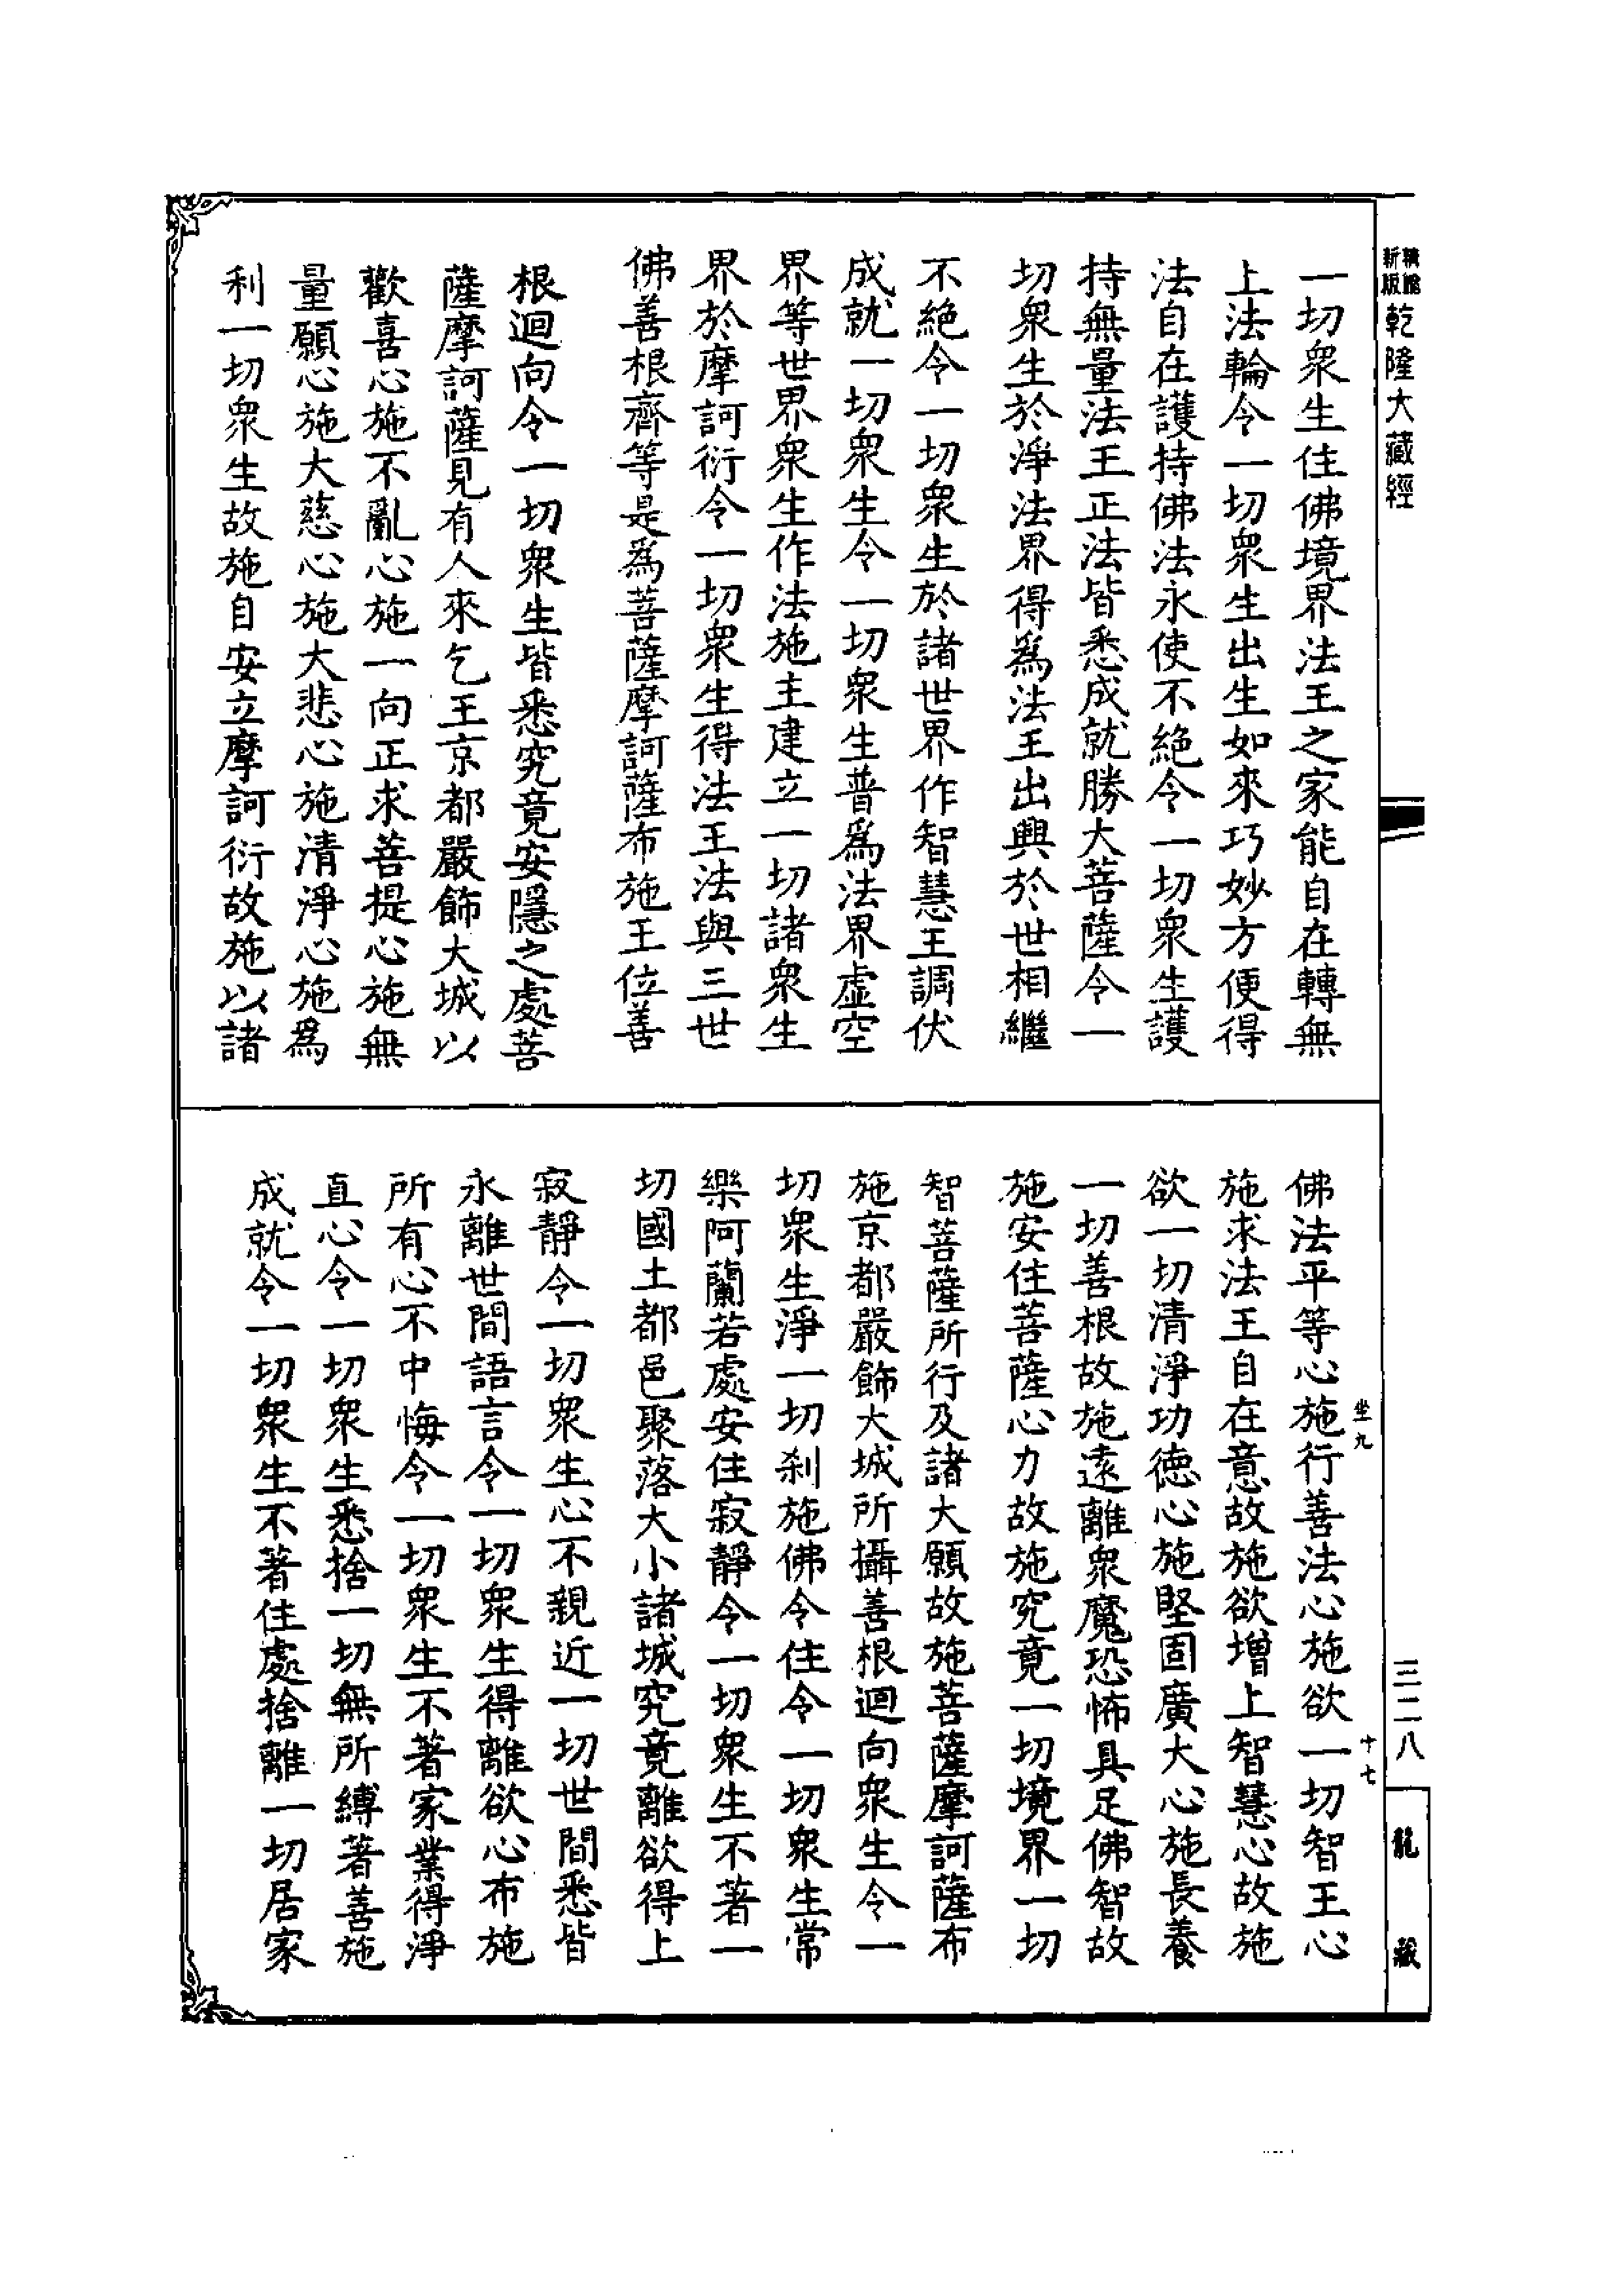 乾隆大藏經
一切衆生住佛境界法王之家能自在轉無
上法輪令一切衆生出生如來巧妙方便得
法自在護持佛法永使不絶令一切衆生護
持無量法王正法皆悉成就勝大菩薩令一
切衆生於淨法界得爲法王出興於世相繼
不絶令一切衆生於諸世界作智慧王調伏
成就一切衆生令一切衆生普爲法界虛空
界等世界衆生作法施主建立一切諸衆生
界於摩訶衍令一切衆生得法王法與三世
佛善根齊等是爲菩薩摩訶薩布施王位善
根迴向令一切衆生皆悉究竟安隱之處菩
薩摩訶薩見有人來乞王京都嚴飾大城以
歡喜心施不亂心施一向正求菩提心施無
量願心施大慈心施大悲心施清淨心施爲
利一切衆生故施自安立摩訶衍故施以諸
佛法平等心施行善法心施欲一切智王心
施求法王自在意故施欲增上智慧心故施
欲一切清淨功德心施堅固廣大心施長養
一切善根故施遠離衆魔恐怖具足佛智故
施安住菩薩心力故施究竟一切境界一切
智菩薩所行及諸大願故施菩薩摩訶薩布
施京都嚴飾大城所攝善根迴向衆生令一
切衆生淨一切刹施佛令住令一切衆生常
樂阿蘭若處安住寂靜令一切衆生不著一
切國土都邑聚落大小諸城究竟離欲得上
寂靜令一切衆生心不親近一切世間悉皆
永離世間語言令一切衆生得離欲心布施
所有心不中悔令一切衆生不著家業得淨
直心令一切衆生悉捨一切無所縛著善施
成就令一切衆生不著住處捨離一切居家
坐九
十七
三二八
龍藏